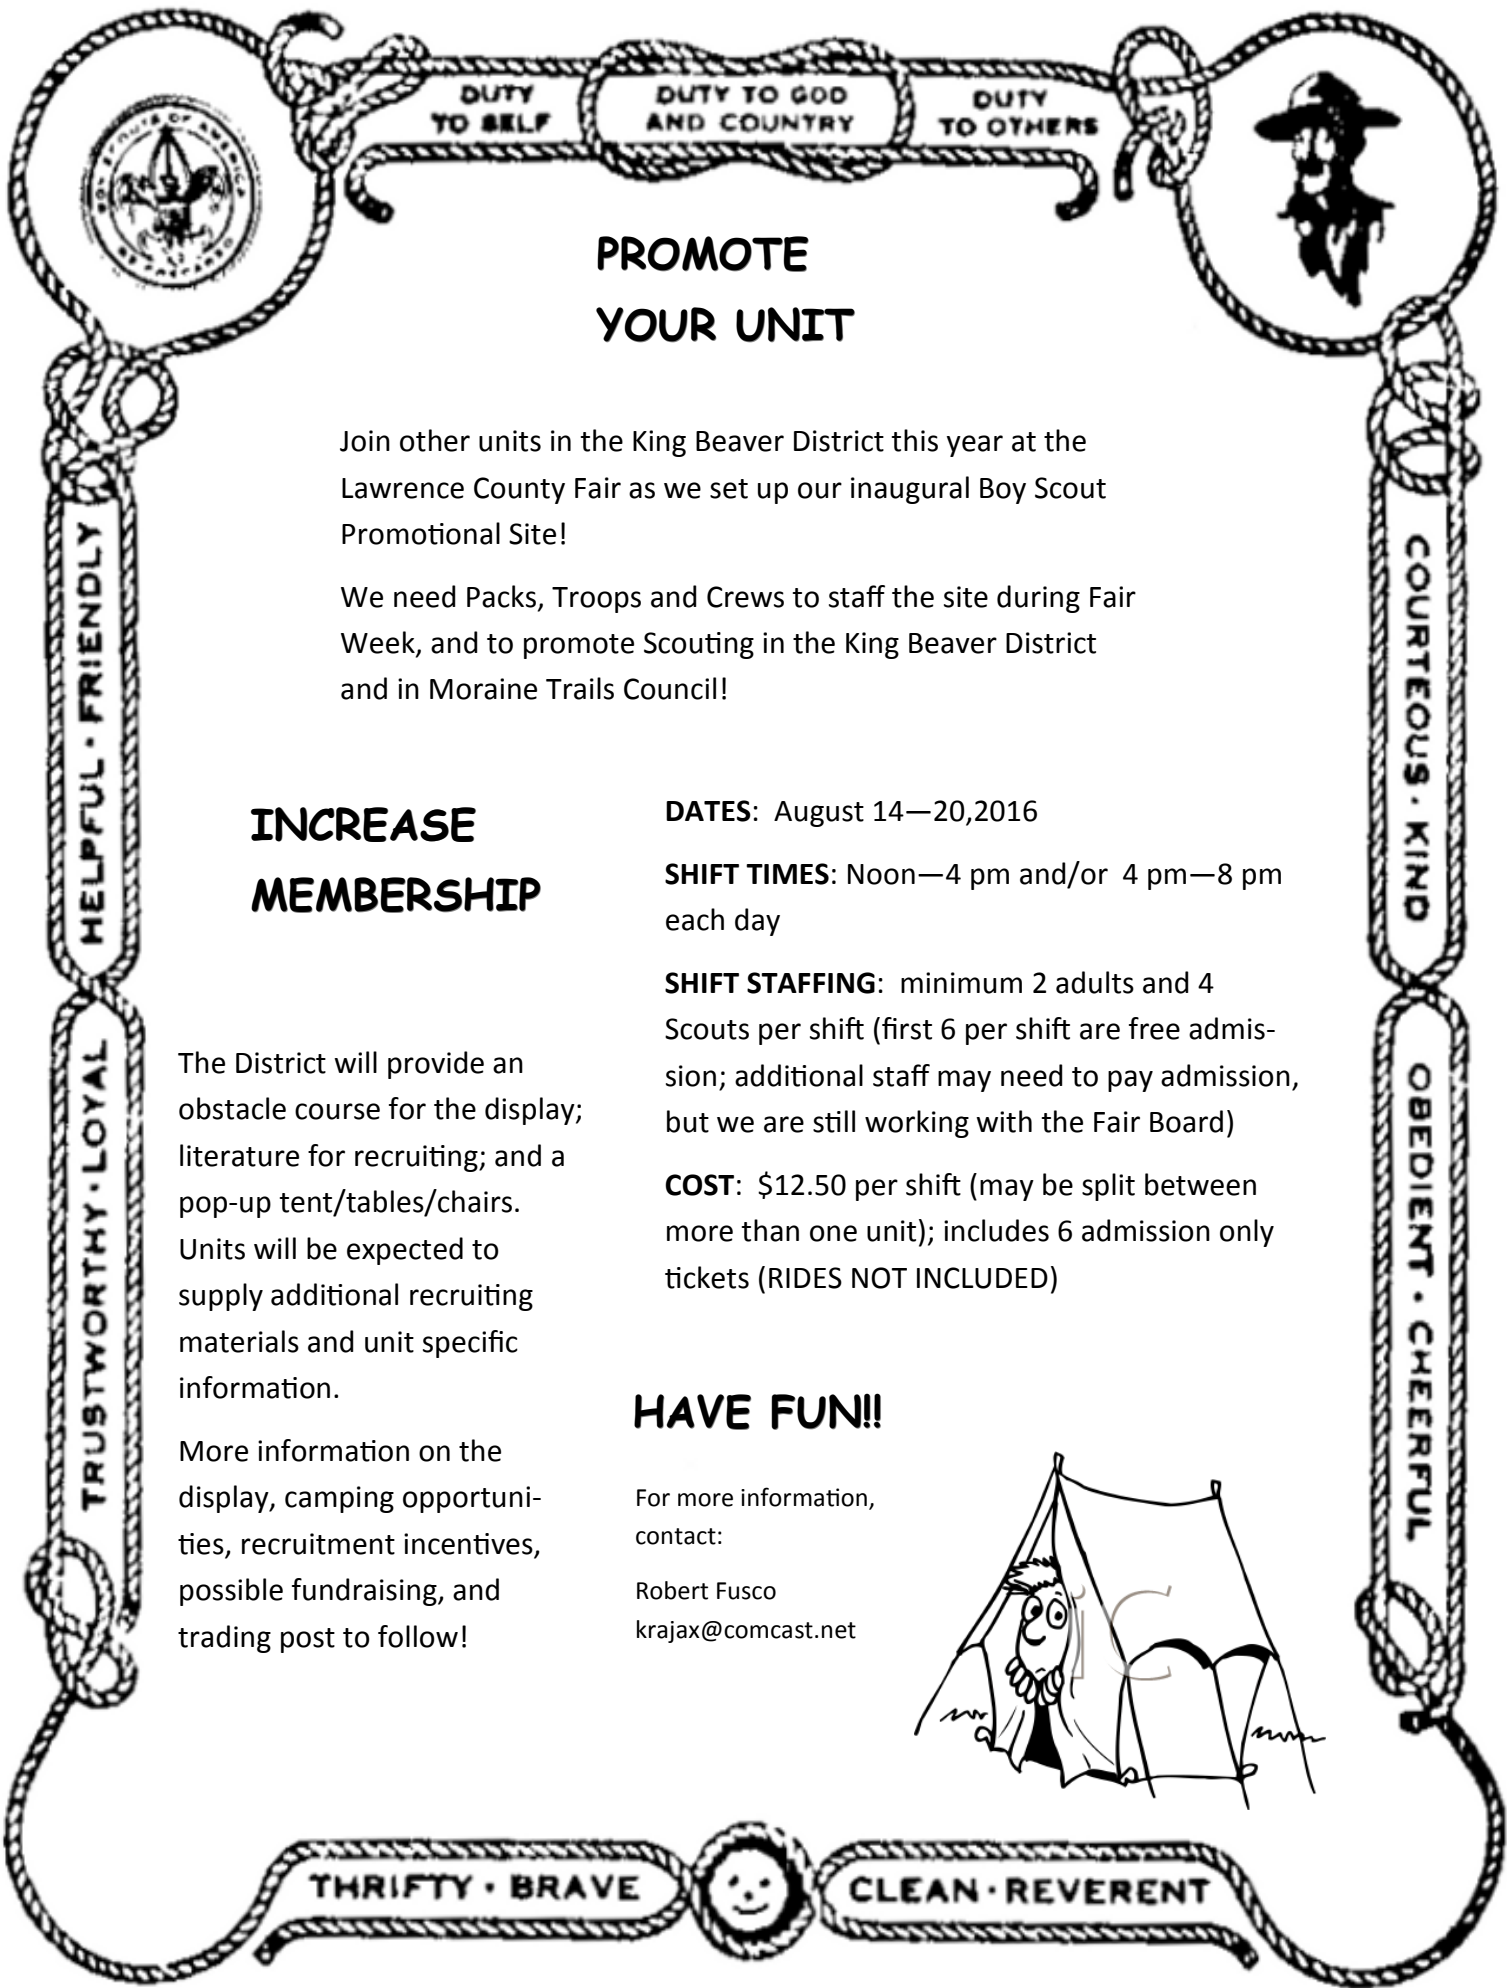 DUTY
TO SELF
DUTY TO GOD
AND COUNTRY
DUTY
TO OTHERS
BOY SCOUTS OF AMERICA
BE PREPARED
PROMOTE
YOUR UNIT
Join other units in the King Beaver District this year at the
Lawrence County Fair as we set up our inaugural Boy Scout
Promotional Site!
We need Packs, Troops and Crews to staff the site during Fair
Week, and to promote Scouting in the King Beaver District
and in Moraine Trails Council!
HELPFUL · FRIENDLY
TRUSTWORTHY · LOYAL
COURTEOUS · KIND
OBEDIENT · CHEERFUL
INCREASE
MEMBERSHIP
The District will provide an
obstacle course for the display;
literature for recruiting; and a
pop-up tent/tables/chairs.
Units will be expected to
supply additional recruiting
materials and unit specific
information.
More information on the
display, camping opportuni-
ties, recruitment incentives,
possible fundraising, and
trading post to follow!
DATES:  August 14—20,2016
SHIFT TIMES: Noon—4 pm and/or  4 pm—8 pm
each day
SHIFT STAFFING:  minimum 2 adults and 4
Scouts per shift (first 6 per shift are free admis-
sion; additional staff may need to pay admission,
but we are still working with the Fair Board)
COST:  $12.50 per shift (may be split between
more than one unit); includes 6 admission only
tickets (RIDES NOT INCLUDED)
HAVE FUN!!
For more information,
contact:
Robert Fusco
krajax@comcast.net
iC
THRIFTY · BRAVE
CLEAN · REVERENT